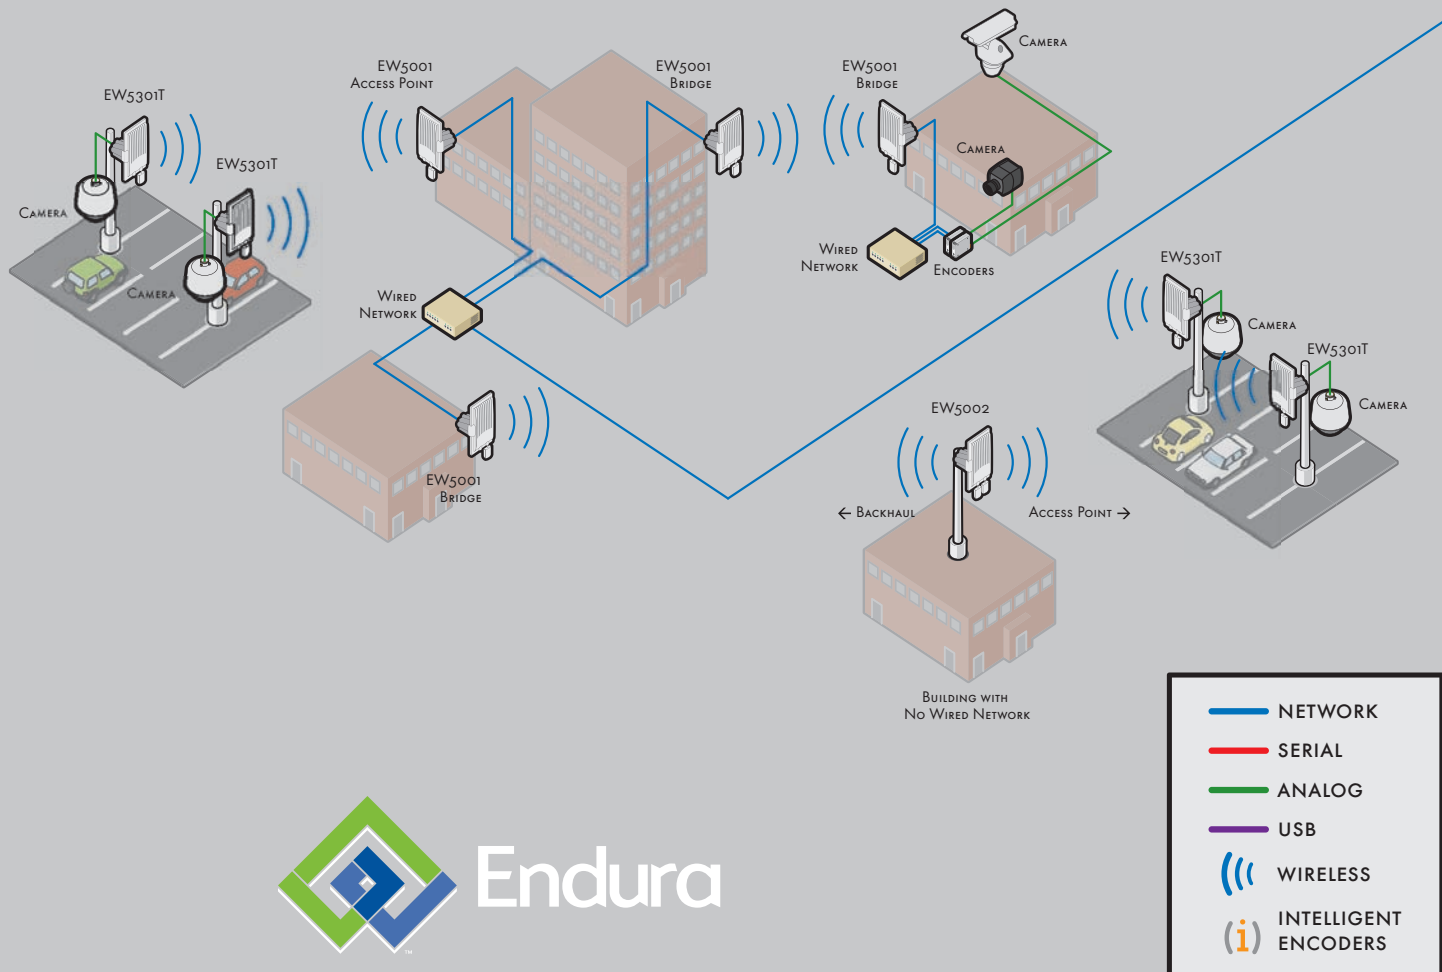 EW5301T
EW5301T
CAMERA
CAMERA
EW5001
ACCESS POINT
EW5001
BRIDGE
EW5001
BRIDGE
CAMERA
CAMERA
WIRED
NETWORK
ENCODERS
WIRED
NETWORK
EW5001
BRIDGE
EW5301T
CAMERA
EW5301T
CAMERA
EW5002
← BACKHAUL
ACCESS POINT →
BUILDING WITH
NO WIRED NETWORK
Endura
™
NETWORK
SERIAL
ANALOG
USB
WIRELESS
(i) INTELLIGENT
ENCODERS